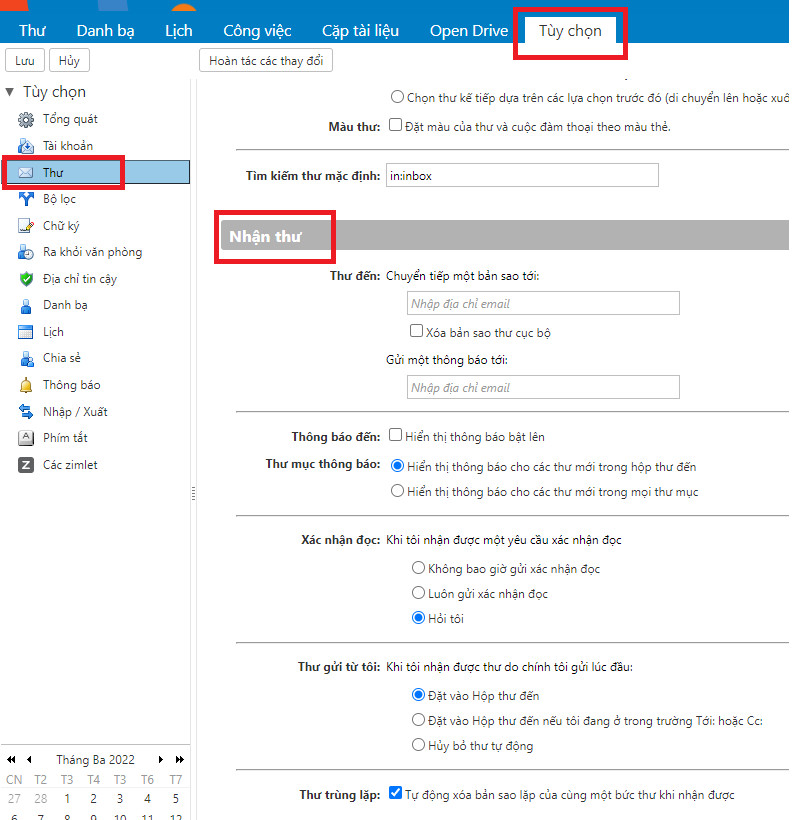 Thư Danh bạ Lịch Công việc Cặp tài liệu Open Drive Tùy chọn
Lưu Hủy Hoàn tác các thay đổi
Tùy chọn
Tổng quát
Tài khoản
Thư
Bộ lọc
Chữ ký
Ra khỏi văn phòng
Địa chỉ tin cậy
Danh bạ
Lịch
Chia sẻ
Thông báo
Nhập / Xuất
Phím tắt
Các zimlet
Chọn thư kế tiếp dựa trên các lựa chọn trước đó (di chuyển lên hoặc xuố
Màu thư: Đặt màu của thư và cuộc đàm thoại theo màu thẻ.
Tìm kiếm thư mặc định: in:inbox
Nhận thư
Thư đến: Chuyển tiếp một bản sao tới:
Nhập địa chỉ email
Xóa bản sao thư cục bộ
Gửi một thông báo tới:
Nhập địa chỉ email
Thông báo đến: Hiển thị thông báo bật lên
Thư mục thông báo: Hiển thị thông báo cho các thư mới trong hộp thư đến
Hiển thị thông báo cho các thư mới trong mọi thư mục
Xác nhận đọc: Khi tôi nhận được một yêu cầu xác nhận đọc
Không bao giờ gửi xác nhận đọc
Luôn gửi xác nhận đọc
Hỏi tôi
Thư gửi từ tôi: Khi tôi nhận được thư do chính tôi gửi lúc đầu:
Đặt vào Hộp thư đến
Đặt vào Hộp thư đến nếu tôi đang ở trong trường Tới: hoặc Cc:
Hủy bỏ thư tự động
Thư trùng lặp: Tự động xóa bản sao lặp của cùng một bức thư khi nhận được
Tháng Ba 2022
CN T2 T3 T4 T5 T6 T7
27 28 1 2 3 4 5
6 7 8 9 10 11 12